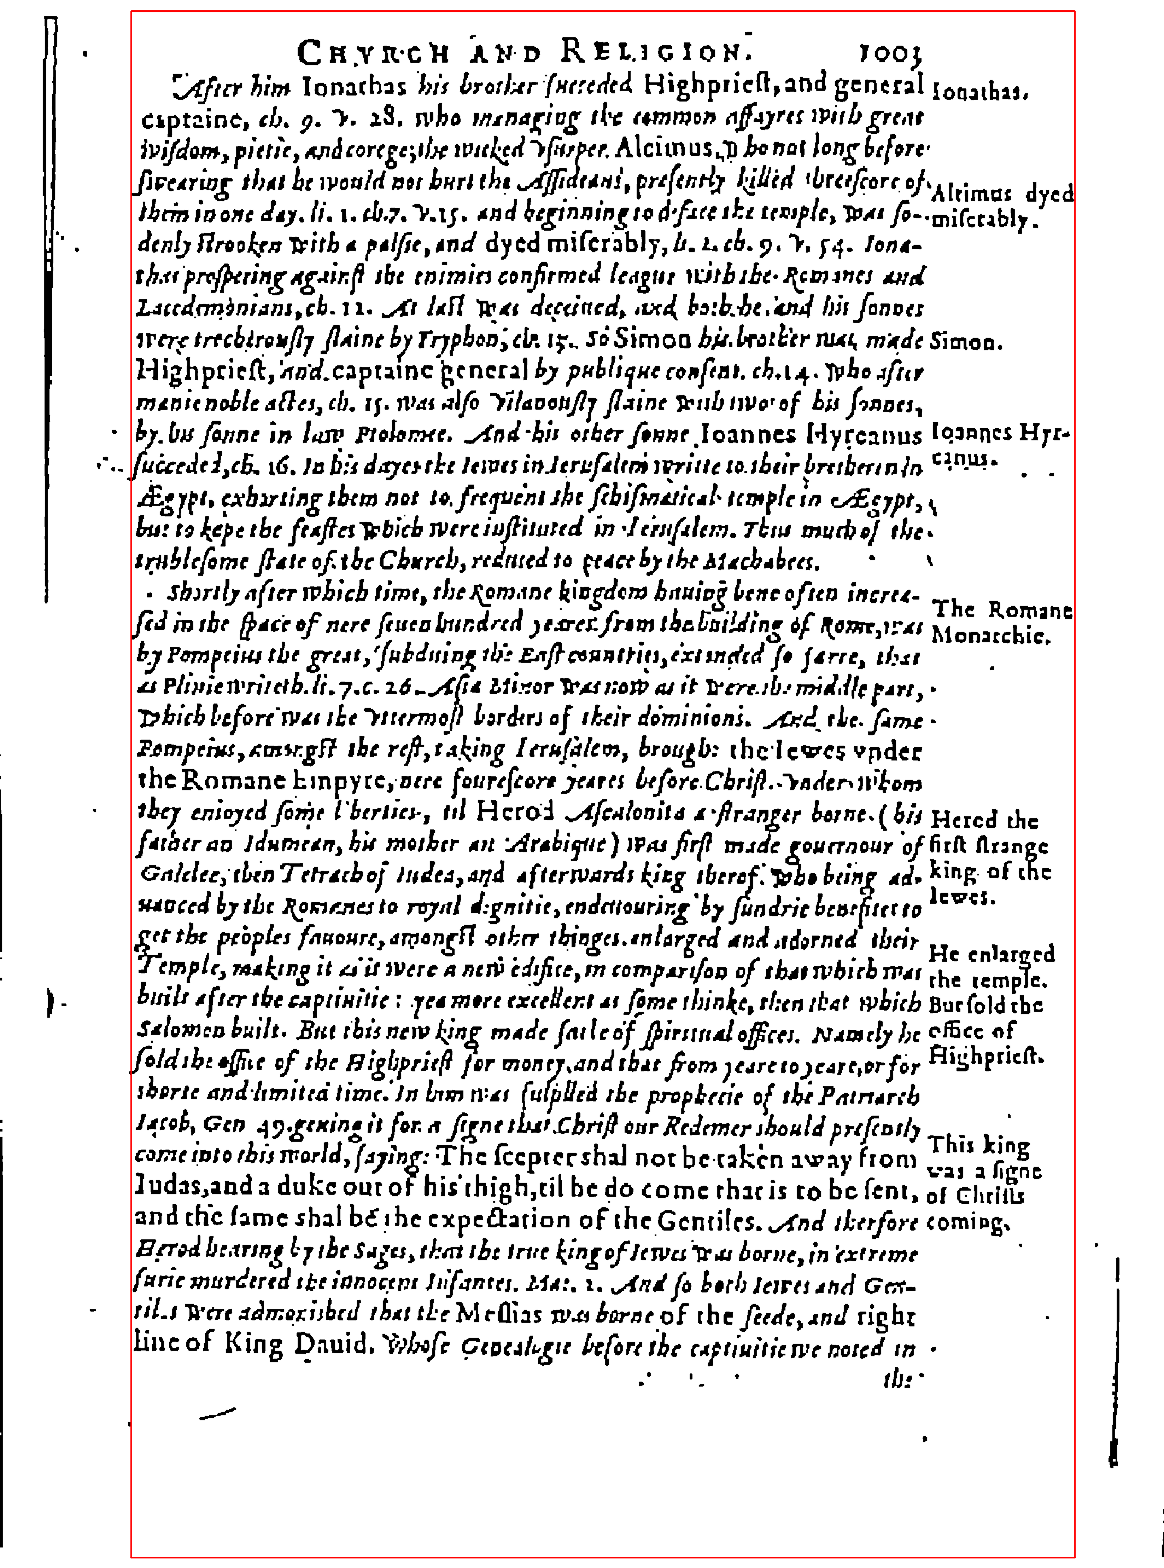 CHVRCH AND RELIGION. 1003
After him Ionathas his brother succeded Highpriest, and general
captaine, ch. 9. v. 28. who managing the common affayres with great
wisdom, pietie, and corege; the wicked vsurper. Alcimus, who not long before
swearing that he would not hurt the Assideans, presently killed threescore of
them in one day. li. 1. ch. 7. v. 15. and beginning to deface the temple, was so-
denly strooken with a palsie, and dyed miserably, li. 1. ch. 9. v. 54. Iona-
thas prospering against the enimies confirmed league with the Romanes and
Lacedemonians, ch. 12. At last was deceiued, and both he and his sonnes
were trecherously slaine by Tryphon, ch. 13. So Simon his brother was made
Highpriest, and captaine general by publique consent. ch. 14. Who after
manie noble actes, ch. 15. was also vilanously slaine with two of his sonnes,
by his sonne in law Ptolomee. And his other sonne Ioannes Hyrcanus
succeded, ch. 16. In his dayes the Iewes in Ierusalem writte to their bretheren in
Ægypt, exhorting them not to frequent the schismatical temple in Ægypt,
but to kepe the feastes which were instituted in Ierusalem. Thus much of the
trublesome state of the Church, reduced to peace by the Machabees.
Shortly after which time, the Romane kingdom hauing bene often increa-
sed in the space of nere seuen hundred yeares from the building of Rome, was
by Pompeius the great, subduing the East countries, extended so farre, that
as Plinie writeth. li. 7. c. 26. Asia Minor was now as it were the middle part,
which before was the vttermost borders of their dominions. And the same
Pompeius, amongst the rest, taking Ierusalem, brought the Iewes vnder
the Romane Empyre, nere fourescore yeares before Christ. Vnder whom
they enioyed some liberties, til Herod Ascalonita a stranger borne (his
father an Idumean, his mother an Arabique) was first made gouernour of
Galilee, then Tetrach of Iudea, and afterwards king therof. Who being ad-
uanced by the Romanes to royal dignitie, endeuouring by sundrie benefites to
get the peoples fauoure, amongst other thinges enlarged and adorned their
Temple, making it as it were a new edifice, in comparison of that which was
built after the captiuitie: yea more excellent as some thinke, then that which
Salomon built. But this new king made saile of spiritual offices. Namely he
sold the office of the Highpriest for money, and that from yeare to yeare, or for
shorte and limited time. In him was fulfilled the prophecie of the Patriarch
Iacob, Gen 49. geuing it for a signe that Christ our Redemer should presently
come into this world, saying: The scepter shal not be taken away from
Iudas, and a duke out of his thigh, til he do come that is to be sent,
and the same shal be the expectation of the Gentiles. And therfore
Herod hearing by the Sages, that the true king of Iewes was borne, in extreme
furie murdered the innocent Infantes. Mat. 2. And so both Iewes and Gen-
tiles were admonished that the Messias was borne of the seede, and right
line of King Dauid. Whose Genealogie before the captiuitie we noted in
the
Ionathas.
Alcimus dyed
miserably.
Simon.
Ioannes Hyr-
canus.
The Romane
Monarchie.
Herod the
first strange
king of the
Iewes.
He enlarged
the temple.
But sold the
office of
Highpriest.
This king
was a signe
of Christs
coming.